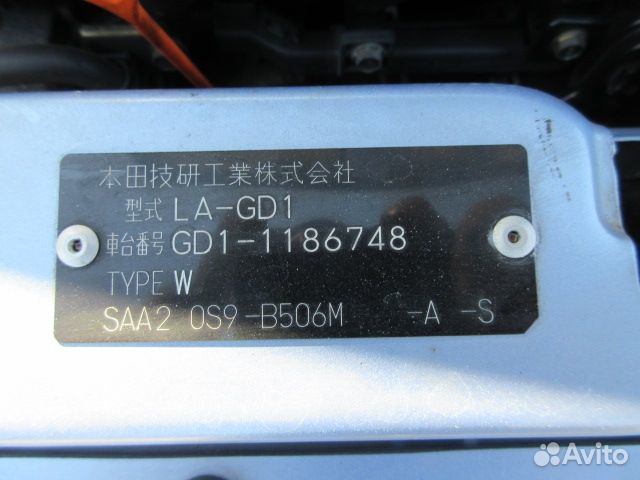 本田技研工業株式会社
型式 LA-GD1
車台番号 GD1-1186748
TYPE W
SAA2 0S9-B506M -A -S
Avito